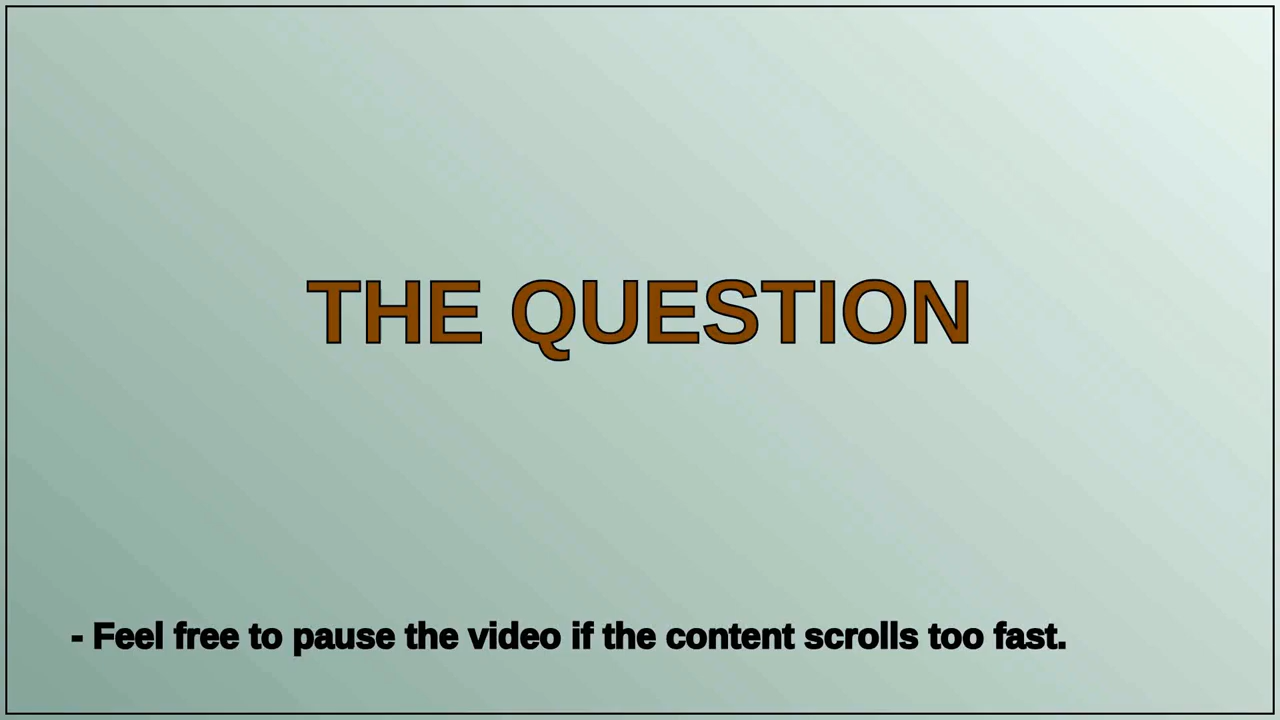 THE QUESTION
- Feel free to pause the video if the content scrolls too fast.